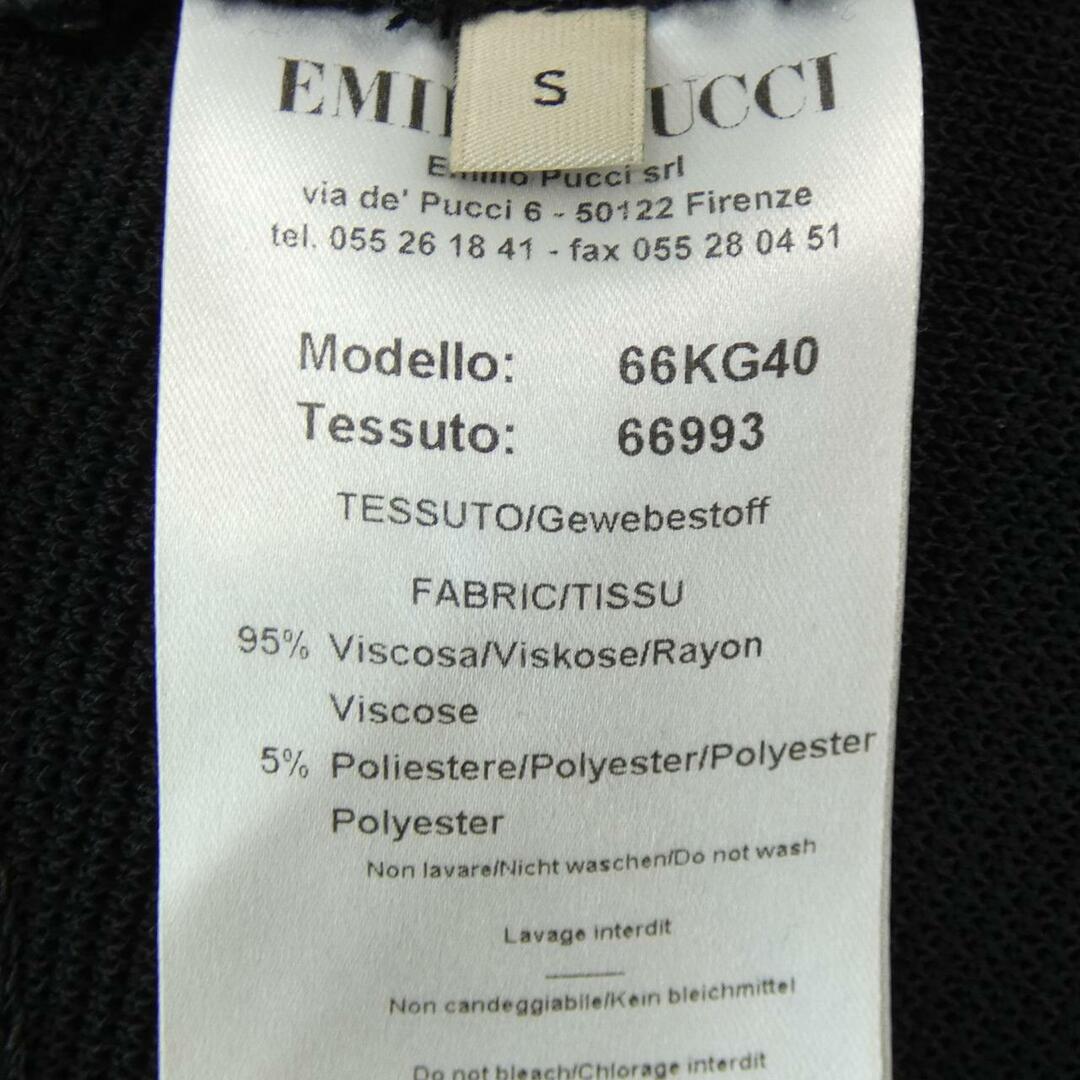 S
EMI UCCI
Emilio Pucci srl
via de' Pucci 6 - 50122 Firenze
tel. 055 26 18 41 - fax 055 28 04 51
Modello: 66KG40
Tessuto: 66993
TESSUTO/Gewebestoff
FABRIC/TISSU
95% Viscosa/Viskose/Rayon
Viscose
5% Poliestere/Polyester/Polyester
Polyester
Non lavare/Nicht waschen/Do not wash
Lavage interdit
Non candeggiabile/Kein bleichmittel
Do not bleach/Chlorage interdit